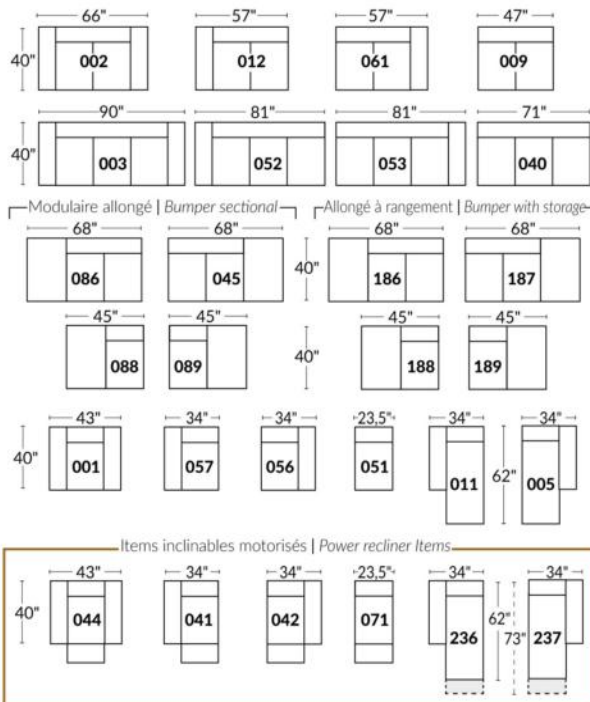 66" 57" 57" 47"
40" 002 012 061 009
90" 81" 81" 71"
40" 003 052 053 040
Modulaire allongé | Bumper sectional Allongé à rangement | Bumper with storage
68" 68" 68" 68"
086 045 40" 186 187
45" 45" 45" 45"
088 089 40" 188 189
43" 34" 34" 23,5" 34" 34"
40" 001 057 056 051 011 62" 005
Items inclinables motorisés | Power recliner Items
43" 34" 34" 23,5" 34" 34"
40" 044 041 042 071 236 62" 73" 237